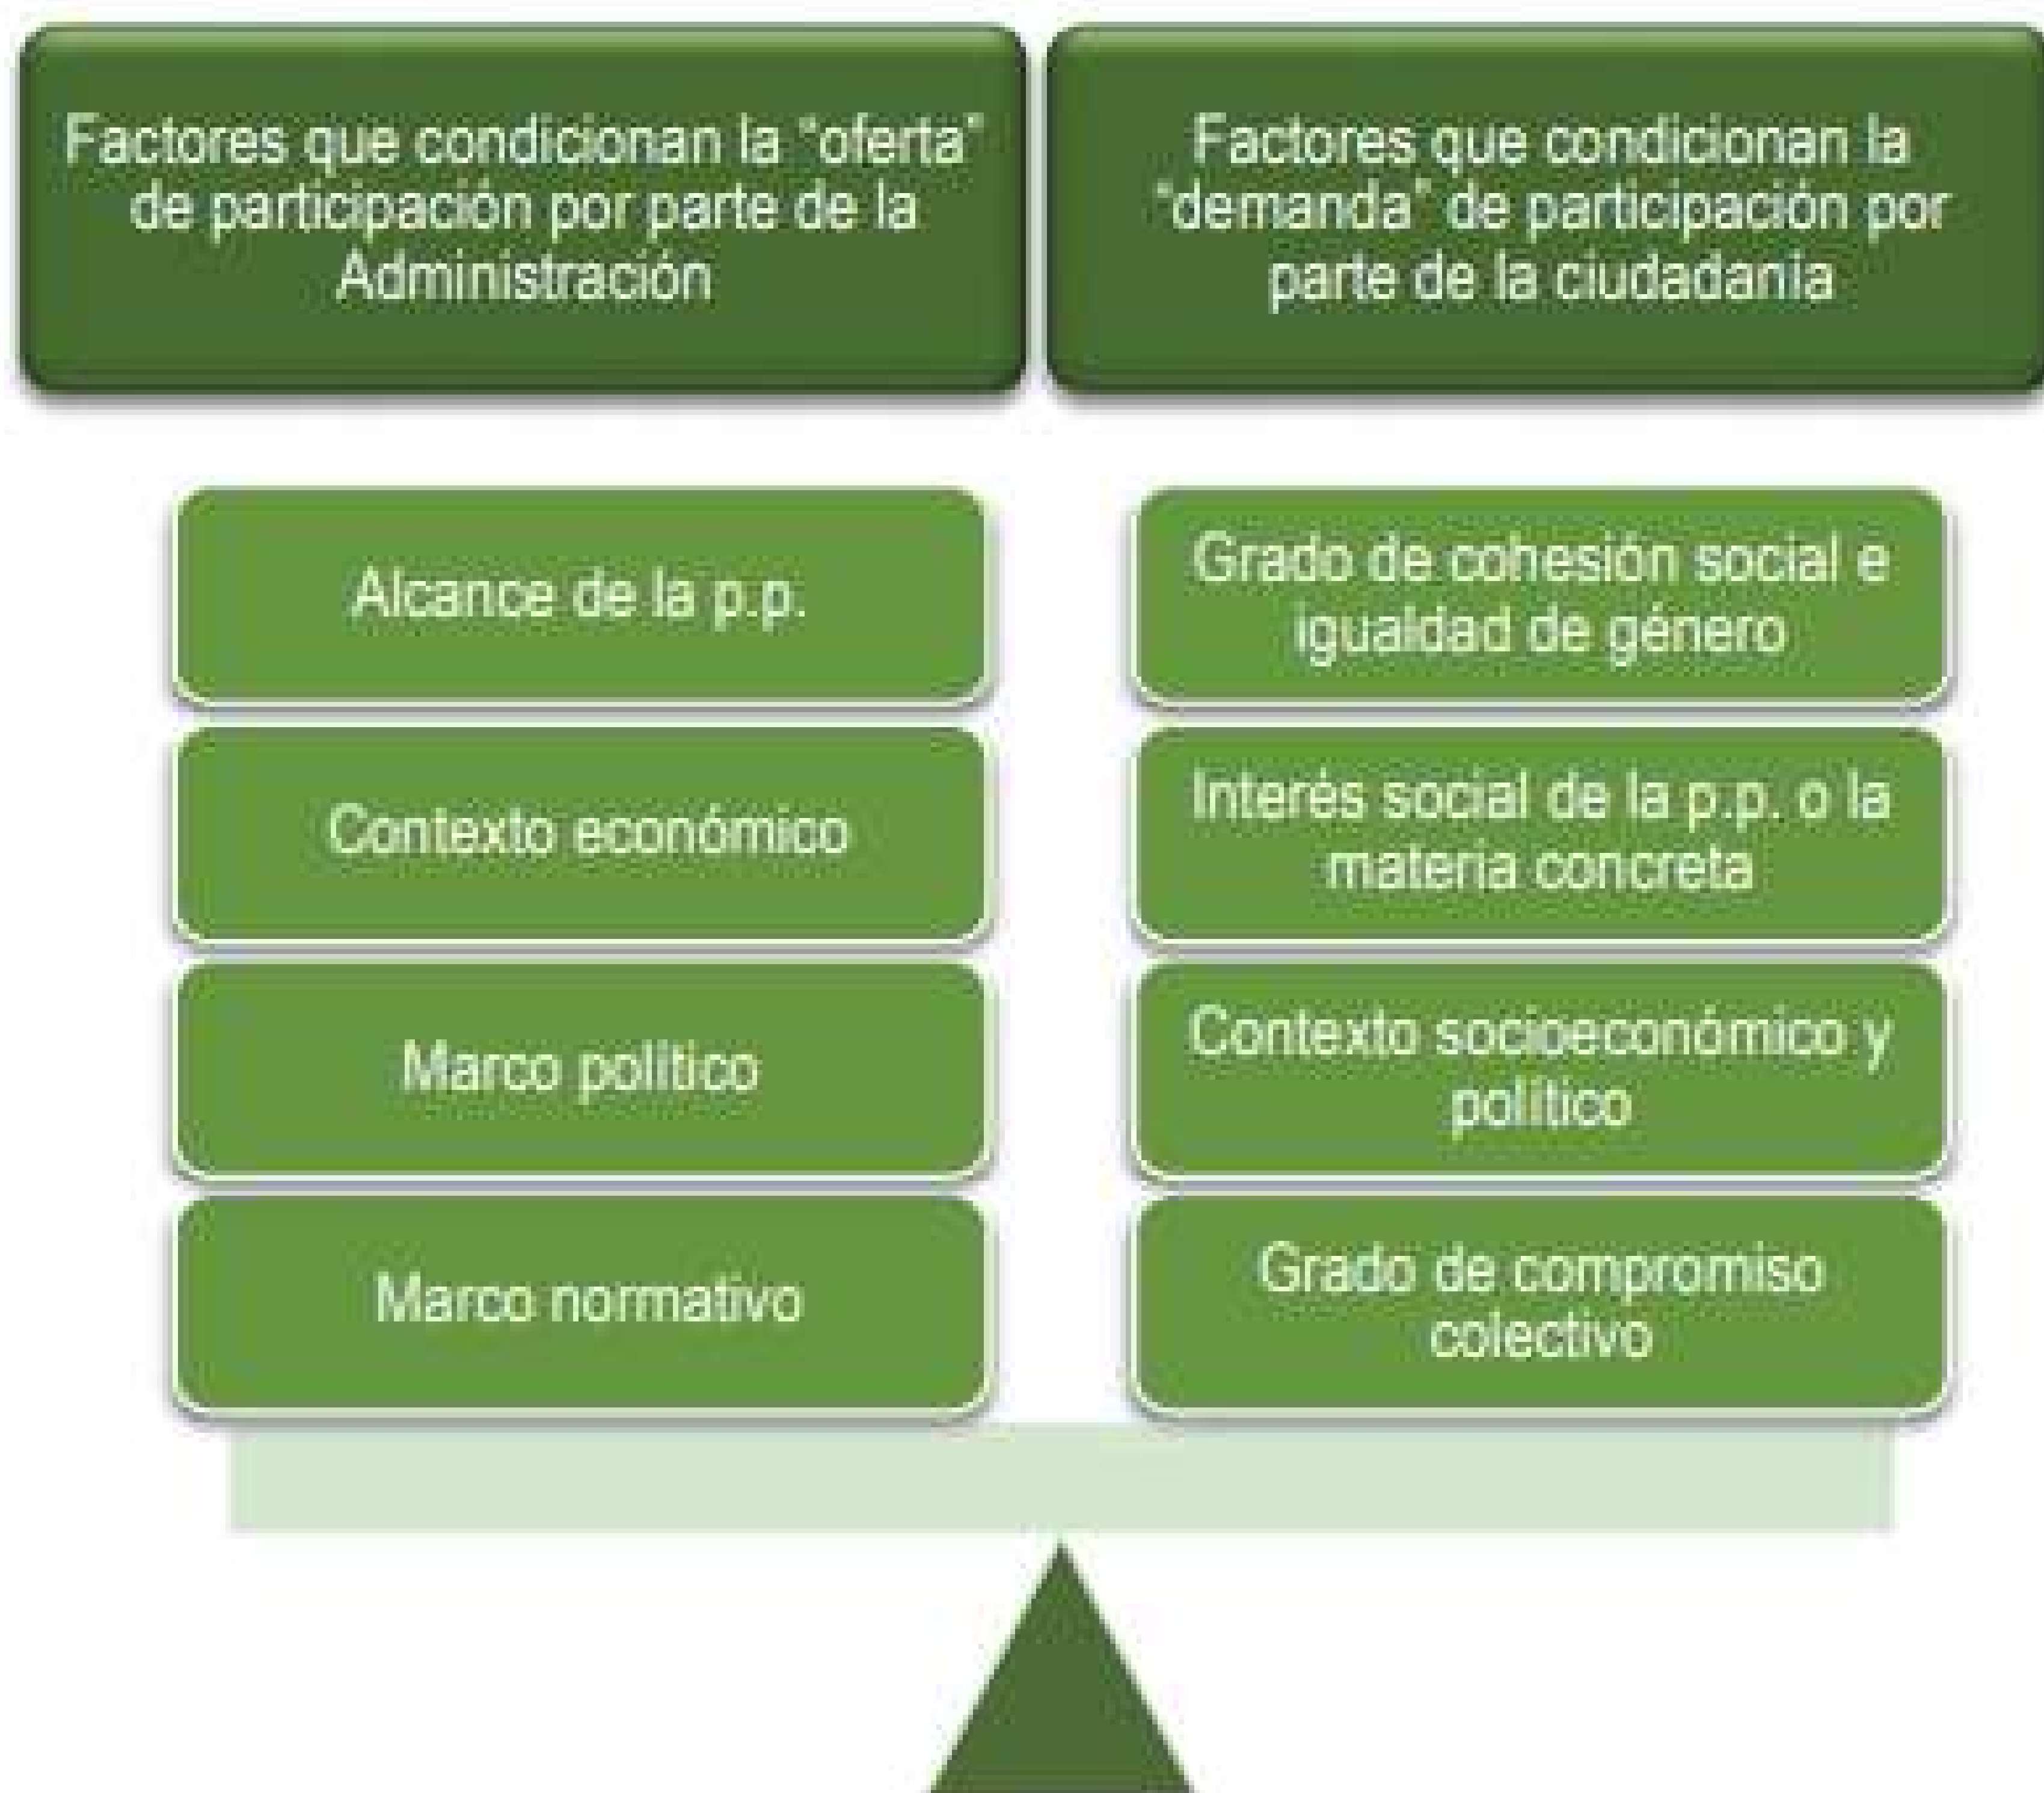 Factores que condicionan la "oferta"
de participación por parte de la
Administración
Factores que condicionan la
"demanda" de participación por
parte de la ciudadanía
Alcance de la p.p.
Contexto económico
Marco político
Marco normativo
Grado de cohesión social e
igualdad de género
Interés social de la p.p. o la
materia concreta
Contexto socioeconómico y
político
Grado de compromiso
colectivo